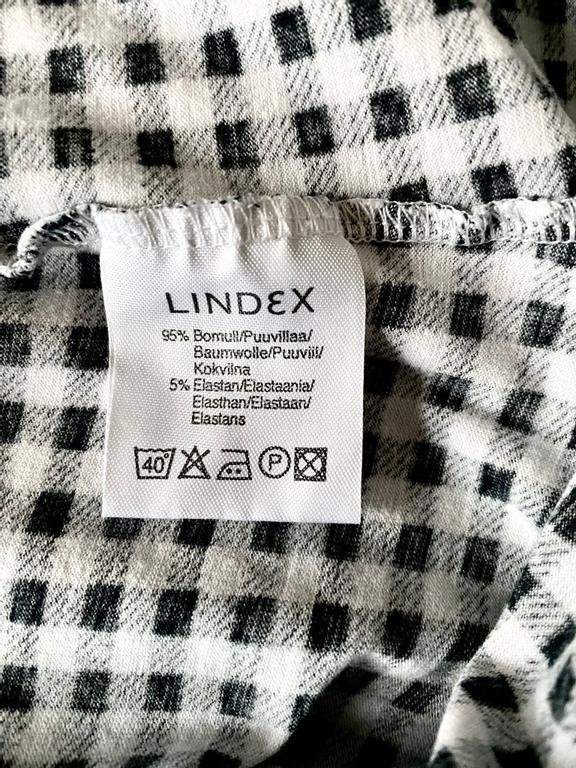 LINDEX
95% Bomull/Puuvillaa/
Baumwolle/Puuvill/
Kokvilna
5% Elastan/Elastaania/
Elasthan/Elastaan/
Elastans
40° P